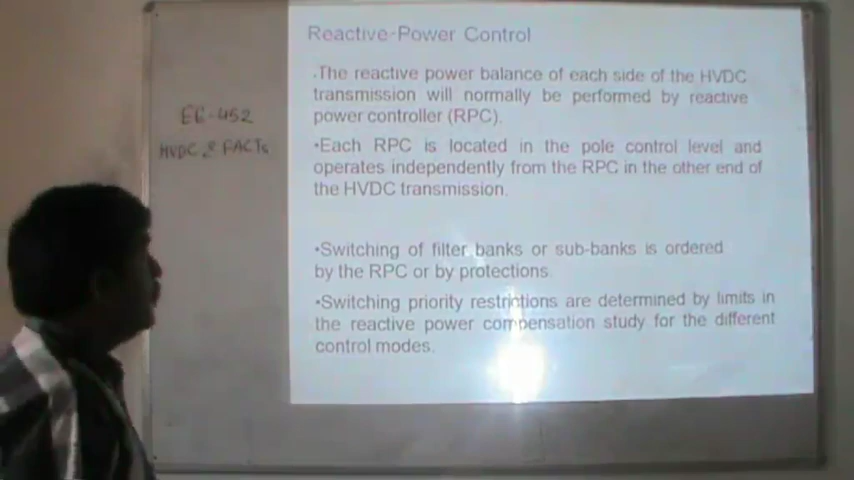 Reactive-Power Control
•The reactive power balance of each side of the HVDC
transmission will normally be performed by reactive
power controller (RPC).
•Each RPC is located in the pole control level and
operates independently from the RPC in the other end of
the HVDC transmission.
•Switching of filter banks or sub-banks is ordered
by the RPC or by protections.
•Switching priority restrictions are determined by limits in
the reactive power compensation study for the different
control modes.
EE-452
HVDC & FACTs